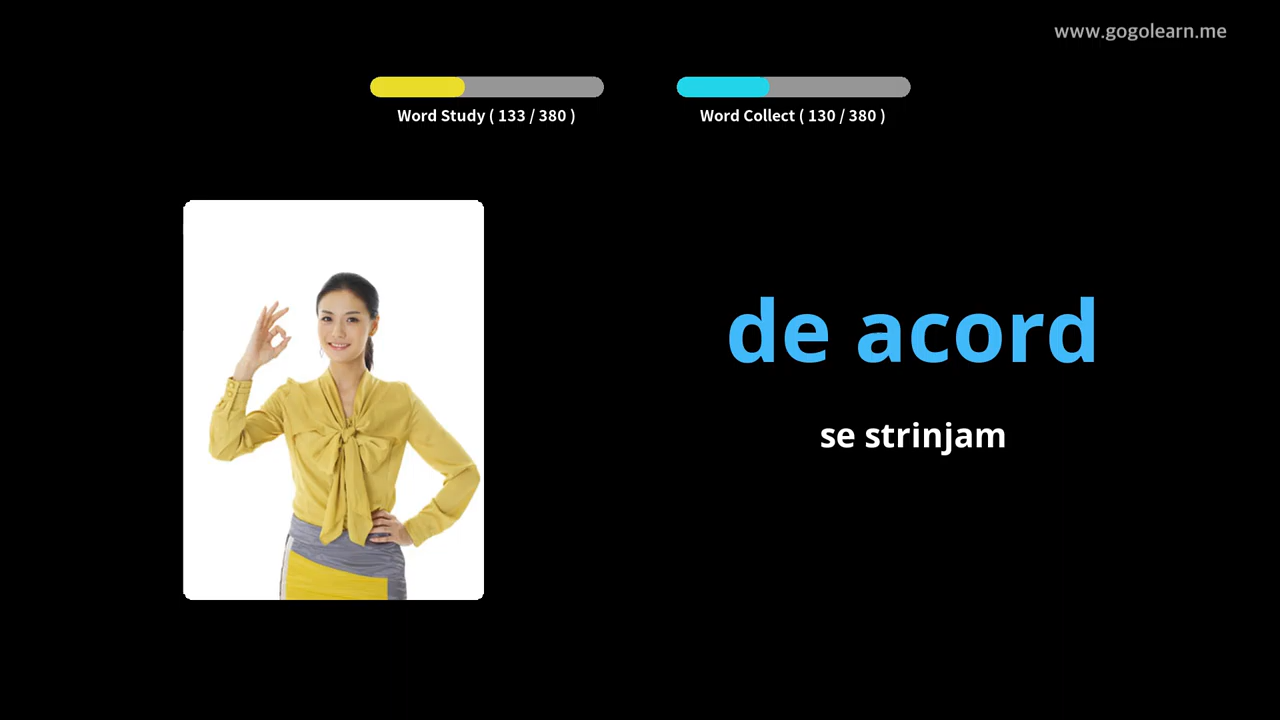 www.gogolearn.me
Word Study ( 133 / 380 )
Word Collect ( 130 / 380 )
de acord
se strinjam